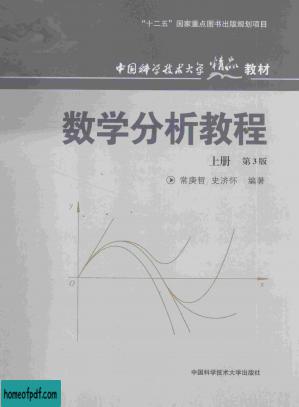 “十二五”国家重点图书出版规划项目
中国科学技术大学精品教材
数学分析教程
上册 第3版
常庚哲 史济怀 编著
y
O
x
中国科学技术大学出版社
homeofpdf.com
homeofpdf.com